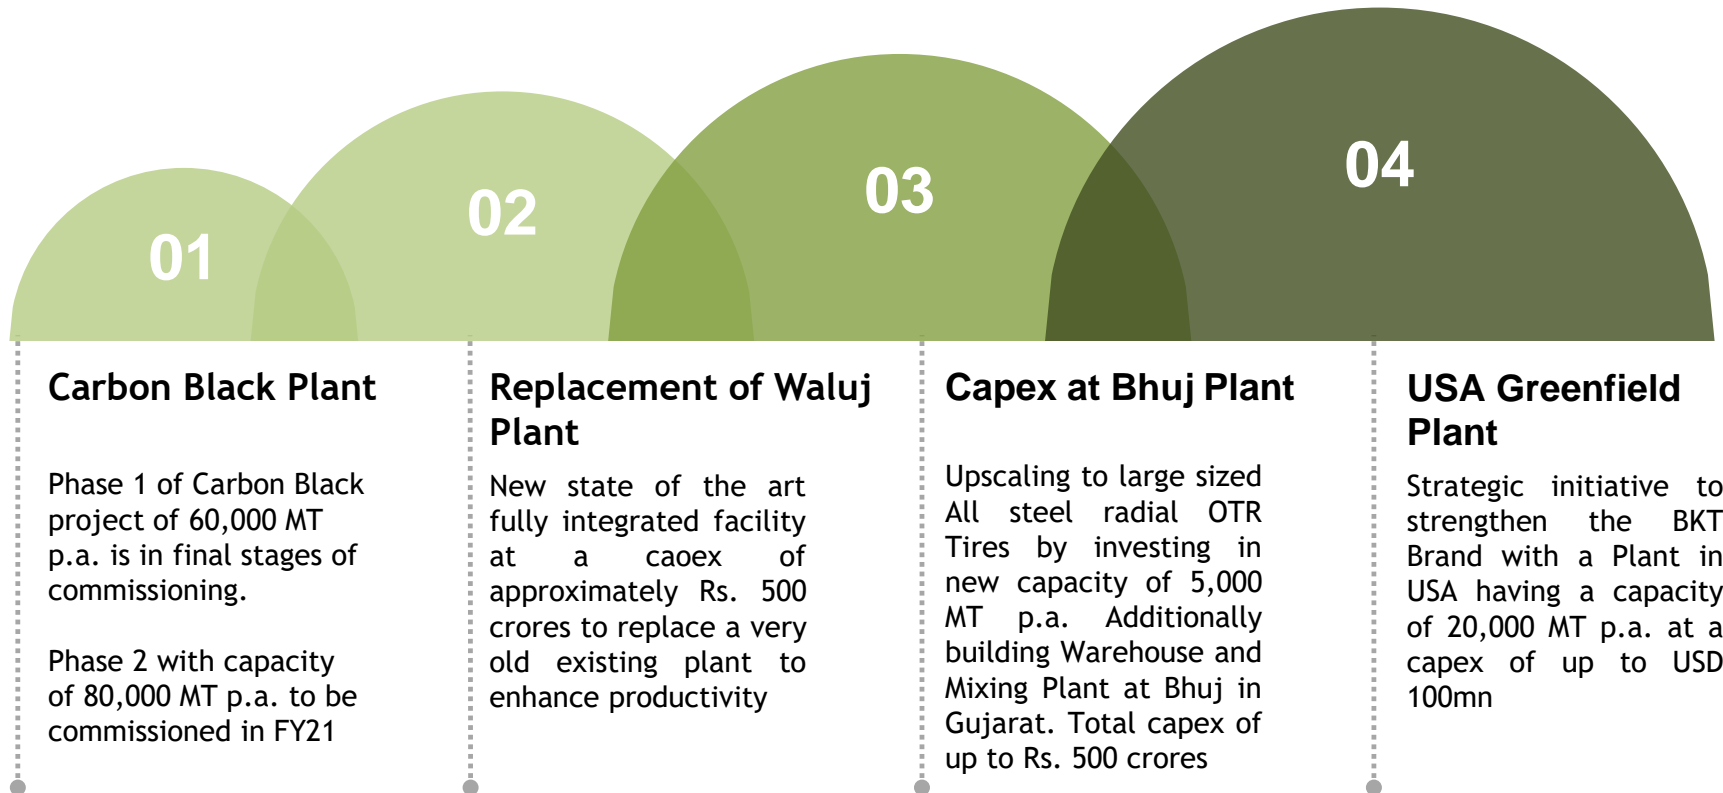 01
02
03
04
Carbon Black Plant
Phase 1 of Carbon Black
project of 60,000 MT
p.a. is in final stages of
commissioning.
Phase 2 with capacity
of 80,000 MT p.a. to be
commissioned in FY21
Replacement of Waluj
Plant
New state of the art
fully integrated facility
at a caoex of
approximately Rs. 500
crores to replace a very
old existing plant to
enhance productivity
Capex at Bhuj Plant
Upscaling to large sized
All steel radial OTR
Tires by investing in
new capacity of 5,000
MT p.a. Additionally
building Warehouse and
Mixing Plant at Bhuj in
Gujarat. Total capex of
up to Rs. 500 crores
USA Greenfield
Plant
Strategic initiative to
strengthen the BKT
Brand with a Plant in
USA having a capacity
of 20,000 MT p.a. at a
capex of up to USD
100mn